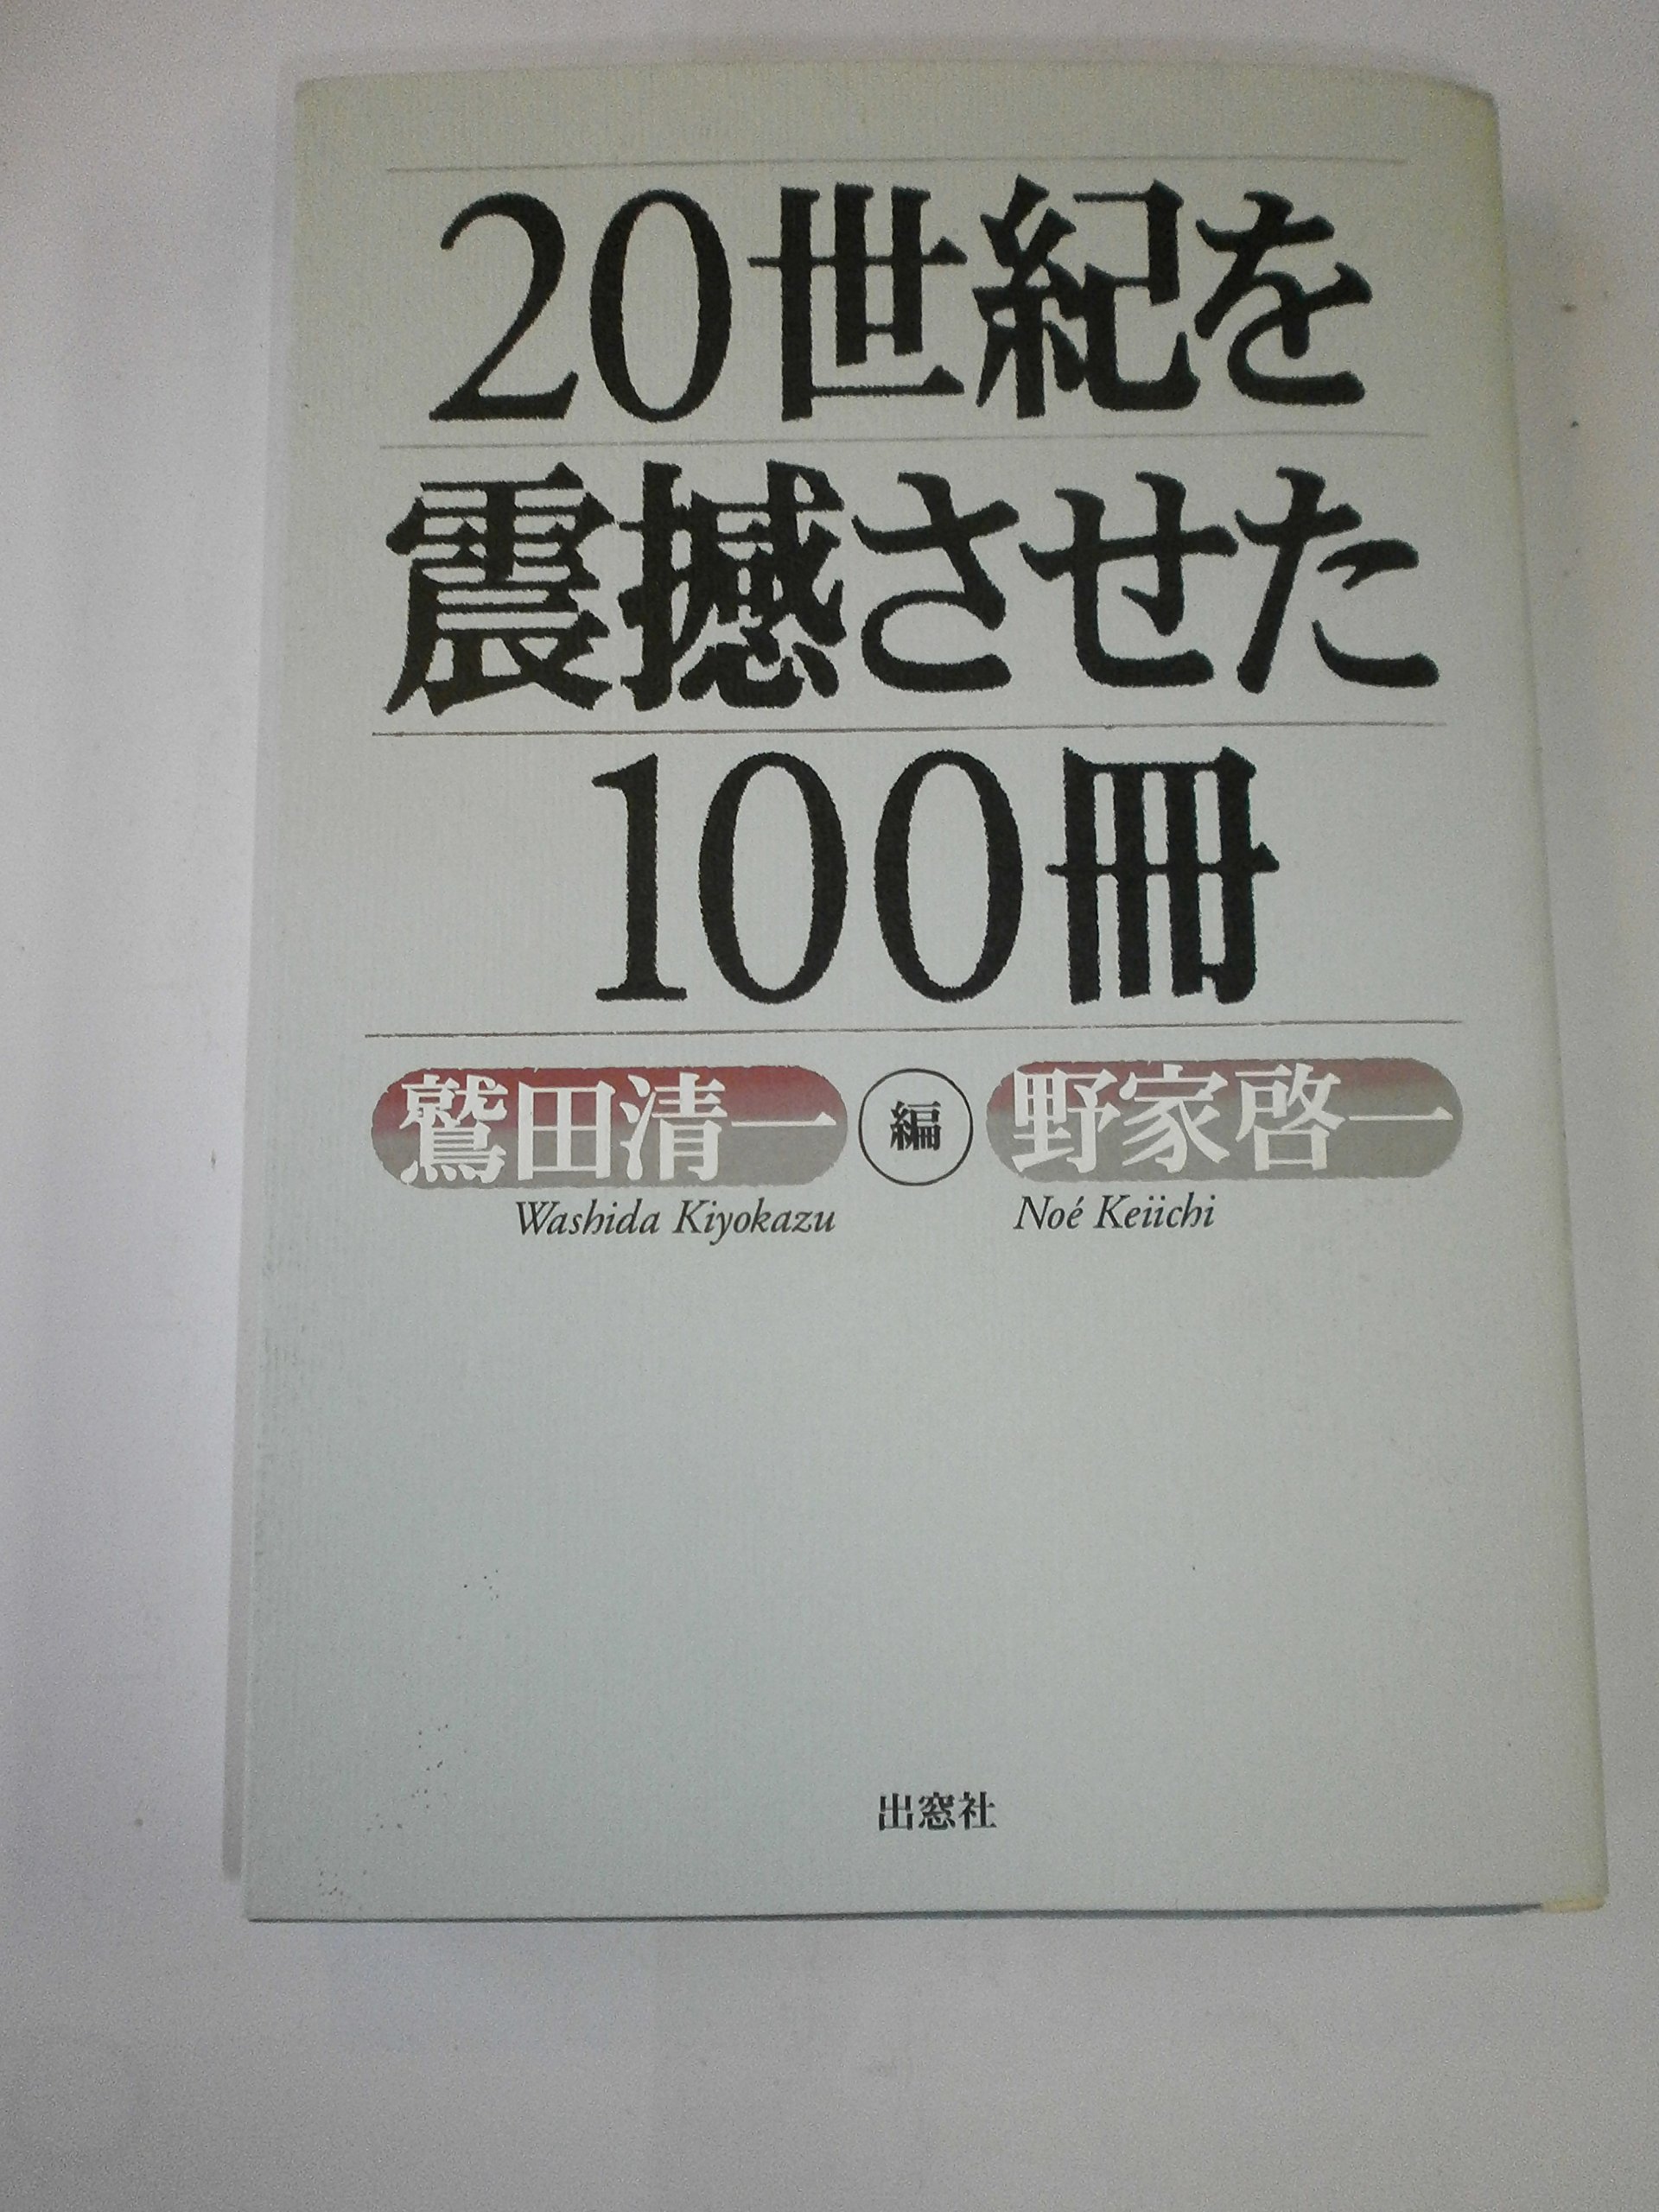 20世紀を
震撼させた
100冊
鷲田清一 編 野家啓一
Washida Kiyokazu Noé Keiichi
出窓社